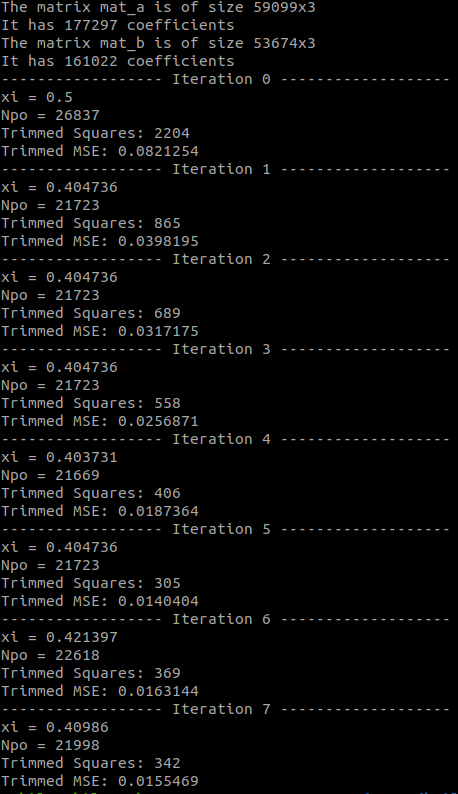 The matrix mat_a is of size 59099x3
It has 177297 coefficients
The matrix mat_b is of size 53674x3
It has 161022 coefficients
------------------ Iteration 0 -------------------
xi = 0.5
Npo = 26837
Trimmed Squares: 2204
Trimmed MSE: 0.0821254
------------------ Iteration 1 -------------------
xi = 0.404736
Npo = 21723
Trimmed Squares: 865
Trimmed MSE: 0.0398195
------------------ Iteration 2 -------------------
xi = 0.404736
Npo = 21723
Trimmed Squares: 689
Trimmed MSE: 0.0317175
------------------ Iteration 3 -------------------
xi = 0.404736
Npo = 21723
Trimmed Squares: 558
Trimmed MSE: 0.0256871
------------------ Iteration 4 -------------------
xi = 0.403731
Npo = 21669
Trimmed Squares: 406
Trimmed MSE: 0.0187364
------------------ Iteration 5 -------------------
xi = 0.404736
Npo = 21723
Trimmed Squares: 305
Trimmed MSE: 0.0140404
------------------ Iteration 6 -------------------
xi = 0.421397
Npo = 22618
Trimmed Squares: 369
Trimmed MSE: 0.0163144
------------------ Iteration 7 -------------------
xi = 0.40986
Npo = 21998
Trimmed Squares: 342
Trimmed MSE: 0.0155469